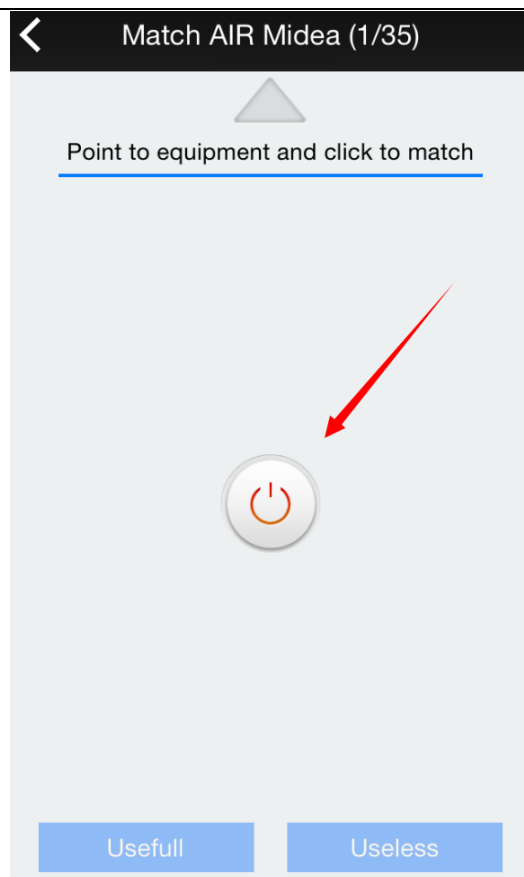 Match AIR Midea (1/35)
Point to equipment and click to match
Usefull
Useless